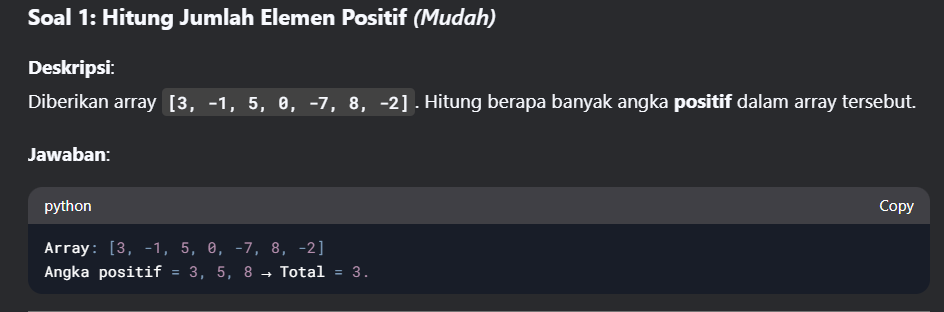 Soal 1: Hitung Jumlah Elemen Positif (Mudah)
Deskripsi:
Diberikan array [3, -1, 5, 0, -7, 8, -2]. Hitung berapa banyak angka positif dalam array tersebut.
Jawaban:
python Copy
Array: [3, -1, 5, 0, -7, 8, -2]
Angka positif = 3, 5, 8 → Total = 3.